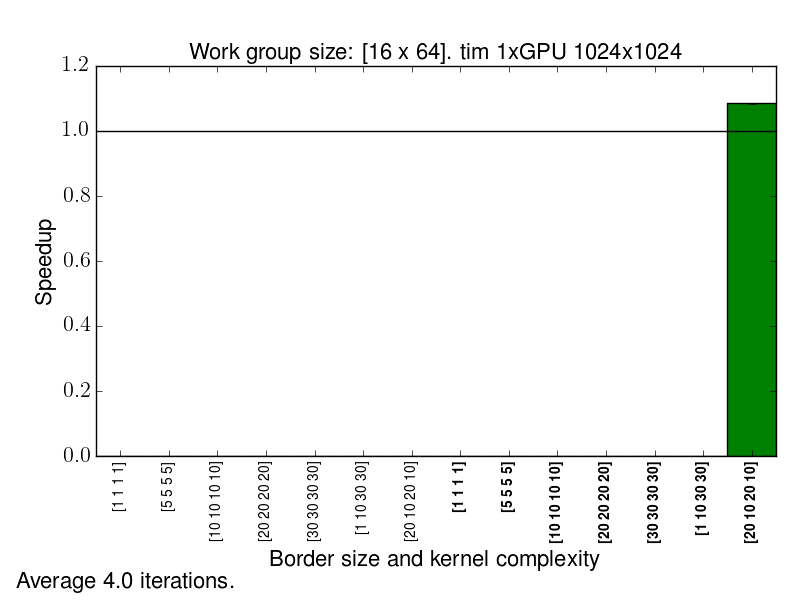 Work group size: [16 x 64]. tim 1xGPU 1024x1024
1.2
1.0
0.8
0.6
0.4
0.2
0.0
Speedup
[1 1 1 1]
[5 5 5 5]
[10 10 10 10]
[20 20 20 20]
[30 30 30 30]
[1 10 30 30]
[20 10 20 10]
[1 1 1 1]
[5 5 5 5]
[10 10 10 10]
[20 20 20 20]
[30 30 30 30]
[1 10 30 30]
[20 10 20 10]
Border size and kernel complexity
Average 4.0 iterations.